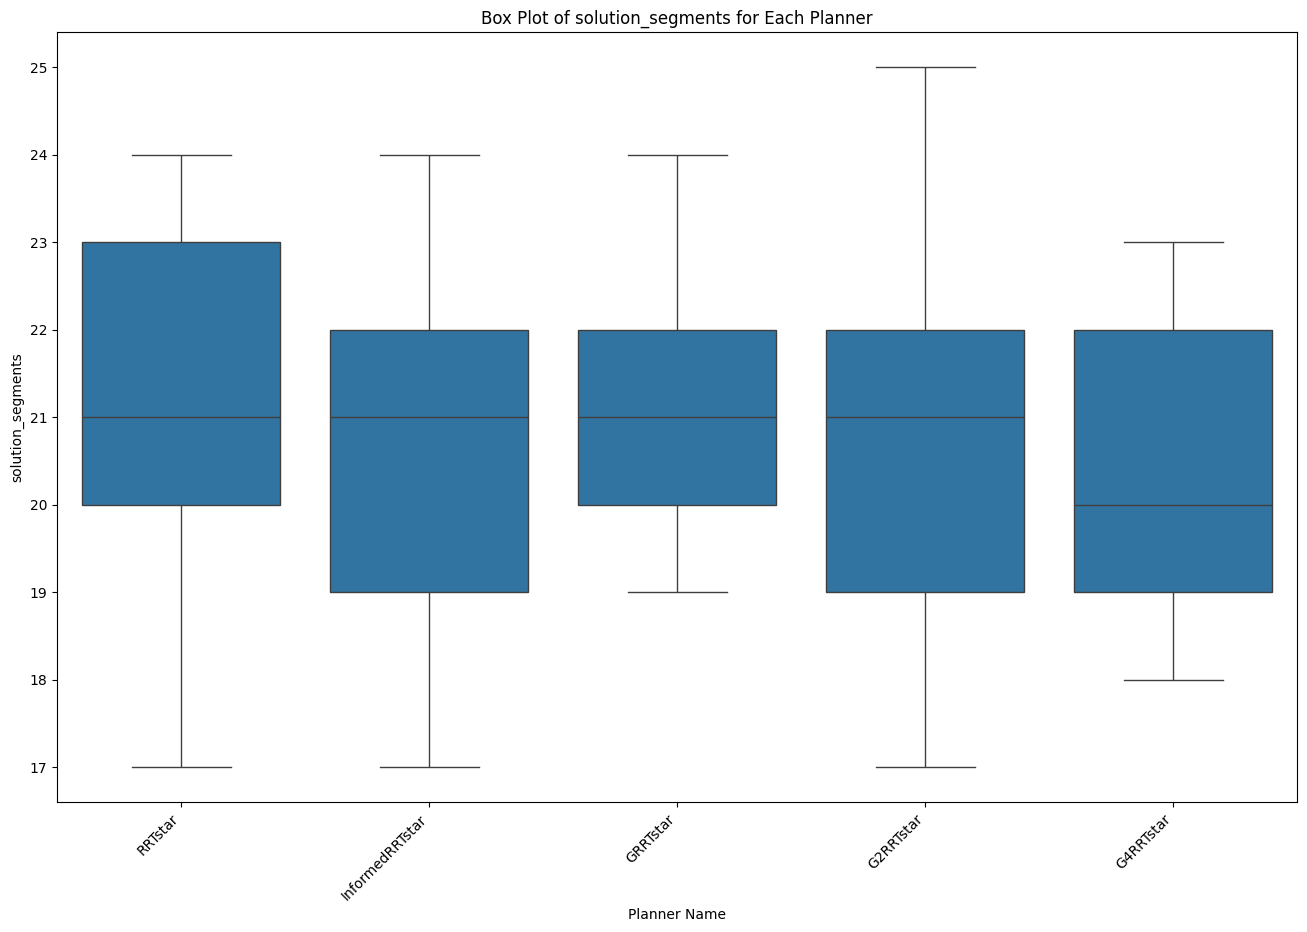 Box Plot of solution_segments for Each Planner
25
24
23
22
21
20
19
18
17
solution_segments
RRTstar
InformedRRTstar
GRRTstar
G2RRTstar
G4RRTstar
Planner Name